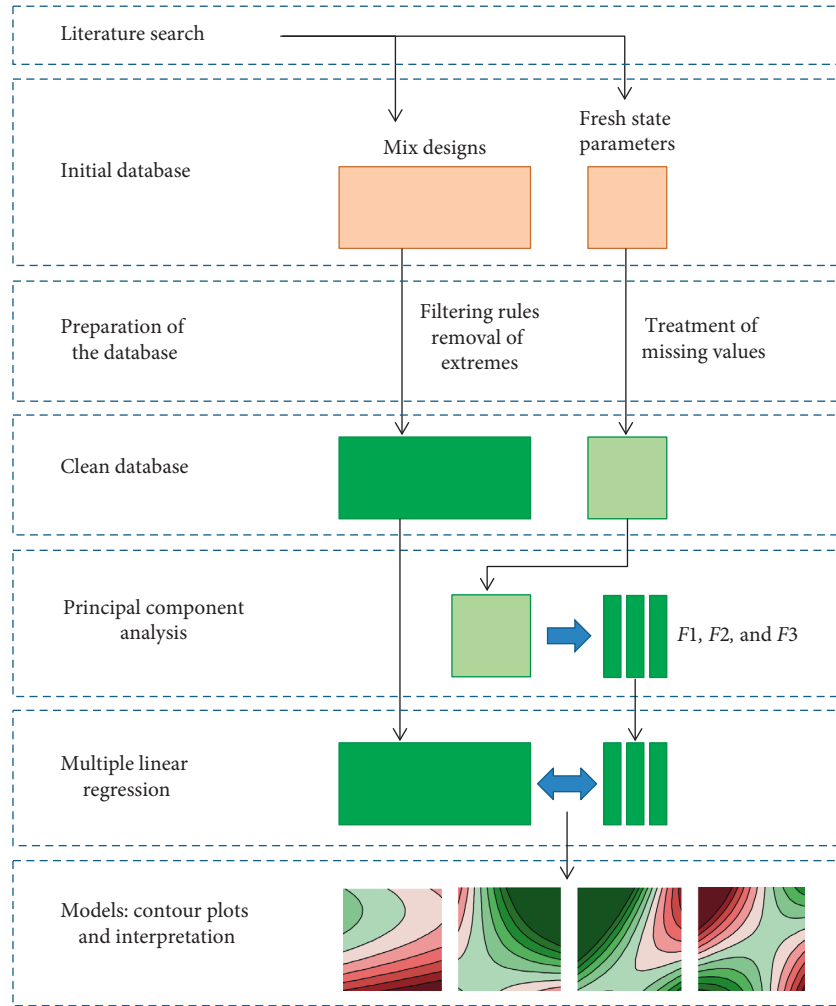 Literature search
Initial database
Mix designs
Fresh state
parameters
Preparation of
the database
Filtering rules
removal of
extremes
Treatment of
missing values
Clean database
Principal component
analysis
F1, F2, and F3
Multiple linear
regression
Models: contour plots
and interpretation